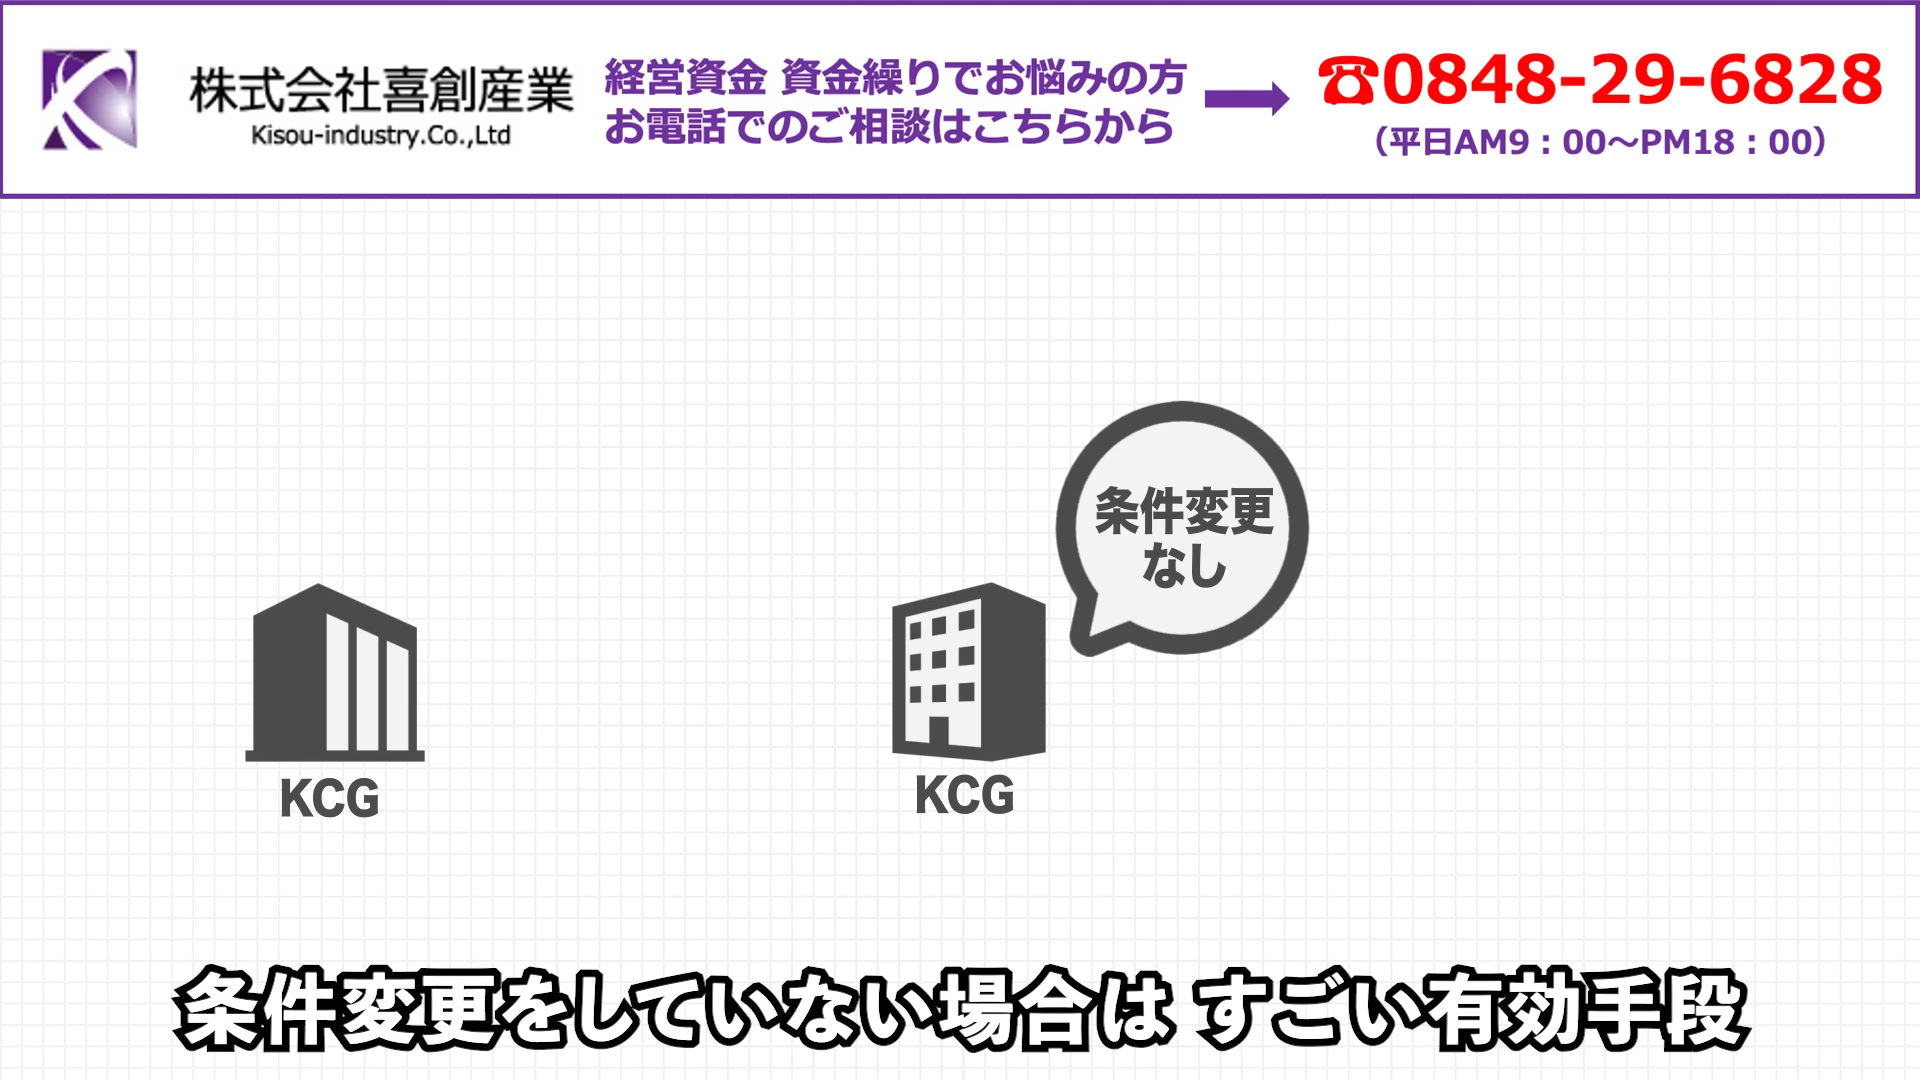 株式会社喜創産業
Kisou-industry.Co.,Ltd
経営資金 資金繰りでお悩みの方
お電話でのご相談はこちらから
☎0848-29-6828
（平日AM9：00～PM18：00）
条件変更
なし
KCG
KCG
条件変更をしていない場合は すごい有効手段